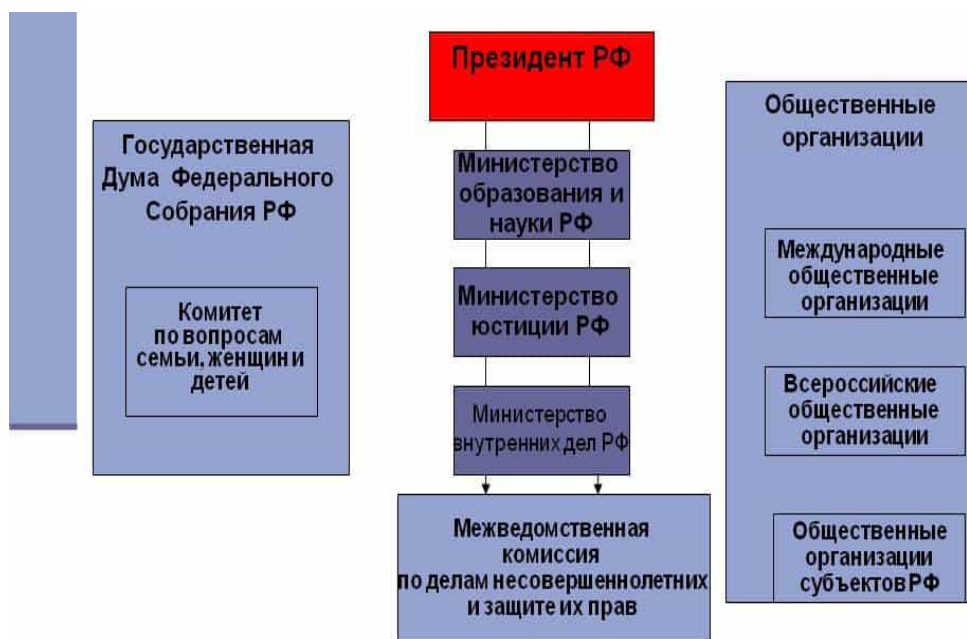 Государственная
Дума Федерального
Собрания РФ
Комитет
по вопросам
семьи, женщин и
детей
Президент РФ
Министерство
образования и
науки РФ
Министерство
юстиции РФ
Министерство
внутренних дел РФ
Межведомственная
комиссия
по делам несовершеннолетних
и защите их прав
Общественные
организации
Международные
общественные
организации
Всероссийские
общественные
организации
Общественные
организации
субъектов РФ